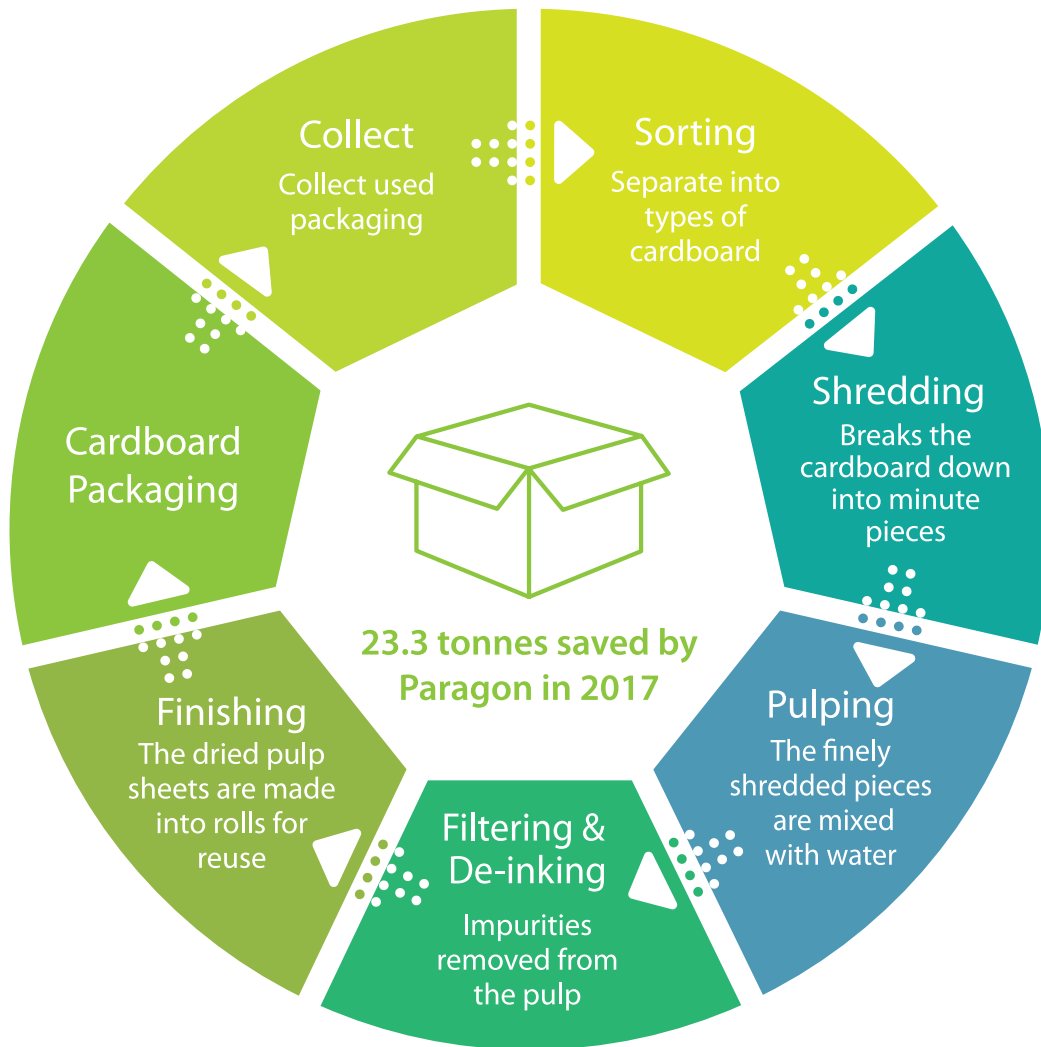 Collect
Collect used
packaging
Sorting
Separate into
types of
cardboard
Shredding
Breaks the
cardboard down
into minute
pieces
Pulping
The finely
shredded pieces
are mixed
with water
Filtering &
De-inking
Impurities
removed from
the pulp
Finishing
The dried pulp
sheets are made
into rolls for
reuse
Cardboard
Packaging
23.3 tonnes saved by
Paragon in 2017